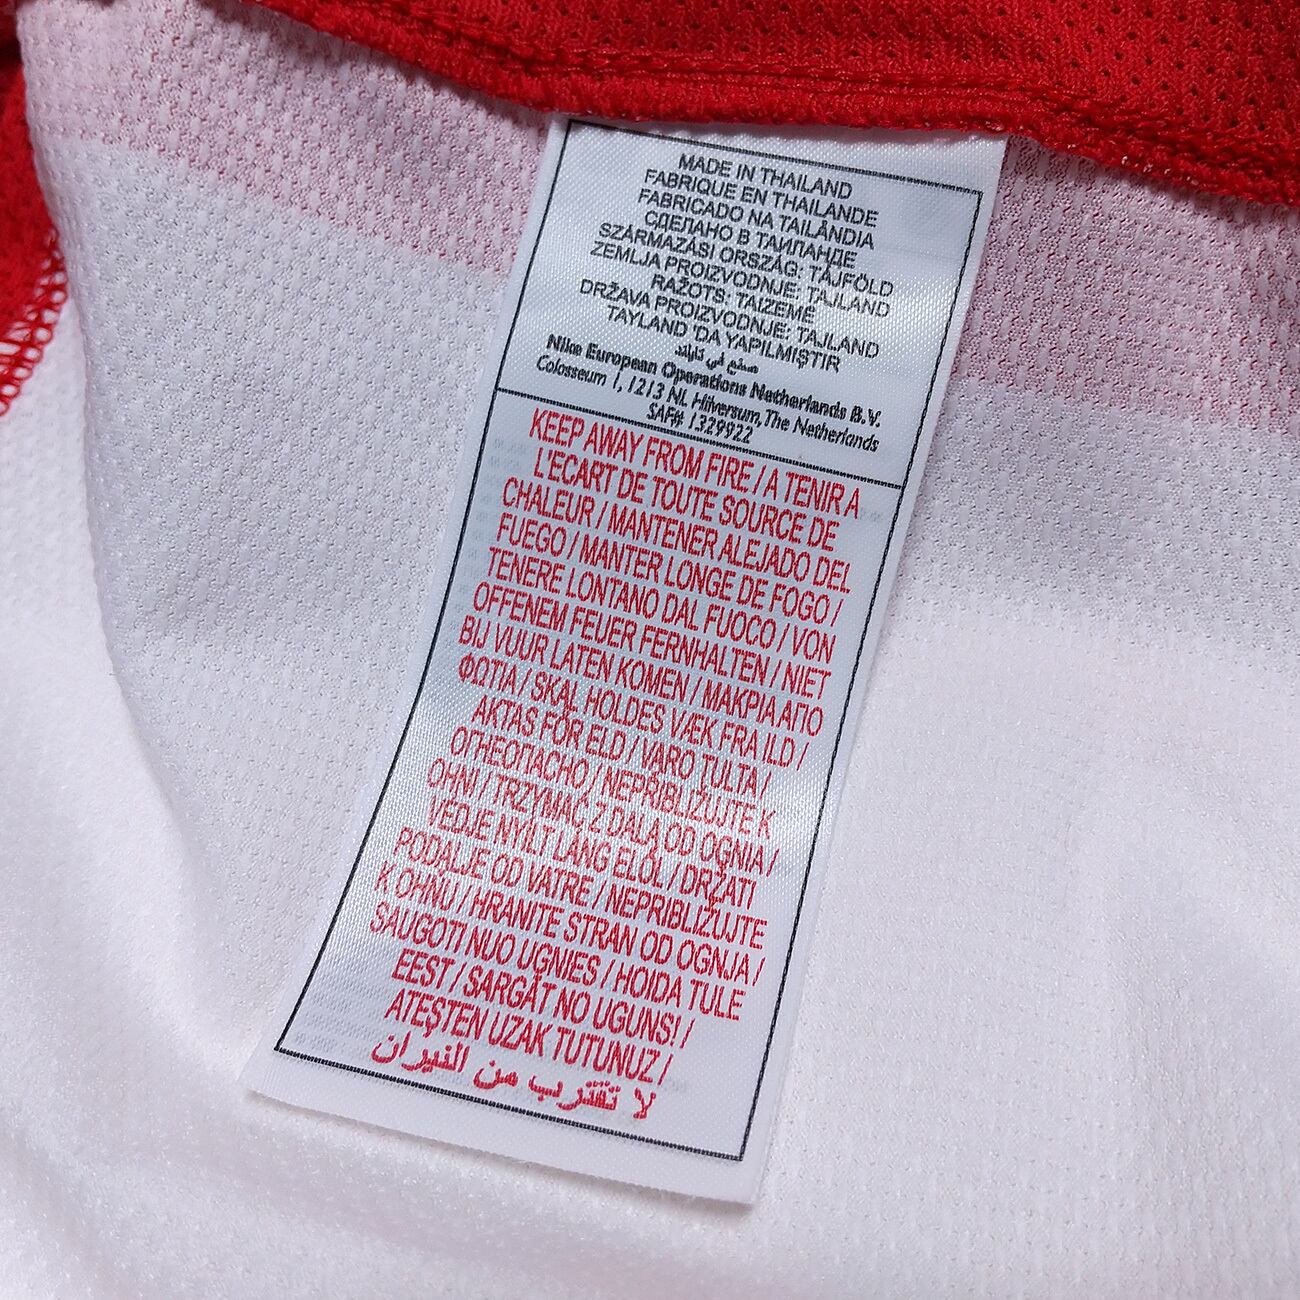 MADE IN THAILAND
FABRIQUE EN THAILANDE
FABRICADO NA TAILÂNDIA
СДЕЛАНО В ТАИЛАНДЕ
SZÁRMAZÁSI ORSZÁG: TÁJFÖLD
ZEMLJA PROIZVODNJE: TAJLAND
RAŽOTS: TAIZEMĒ
DRŽAVA PROIZVODNJE: TAJLAND
TAYLAND 'DA YAPILMIŞTIR
صنع في تايلند
Nike European Operations Netherlands B.V.
Colosseum 1, 1213 NL Hilversum, The Netherlands
SAF# 1329922
KEEP AWAY FROM FIRE / A TENIR A
L'ECART DE TOUTE SOURCE DE
CHALEUR / MANTENER ALEJADO DEL
FUEGO / MANTER LONGE DE FOGO /
TENERE LONTANO DAL FUOCO / VON
OFFENEM FEUER FERNHALTEN / NIET
BIJ VUUR LATEN KOMEN / ΜΑΚΡΙΑ ΑΠΟ
ΦΩΤΙΑ / SKAL HOLDES VÆK FRA ILD /
AKTAS FÖR ELD / VARO TULTA /
ОГНЕОПАСНО / NEPŘIBLIŽUJTE K
OHNI / TRZYMAĆ Z DALA OD OGNIA /
VEDJE NYÍLT LÁNG ELŐL / DRŽATI
PODALJE OD VATRE / NEPRIBLIŽUJTE
K OHŇU / HRANITE STRAN OD OGNJA /
SAUGOTI NUO UGNIES / HOIDA TULE
EEST / SARGĀT NO UGUNS! /
ATEŞTEN UZAK TUTUNUZ /
لا تقترب من النيران